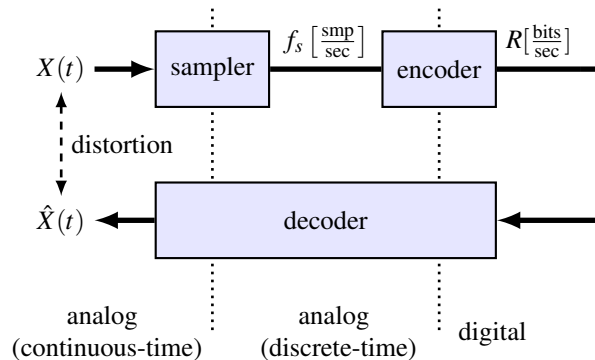 X(t)
sampler
f_s [smp/sec]
encoder
R[bits/sec]
distortion
X̂(t)
decoder
analog
(continuous-time)
analog
(discrete-time)
digital